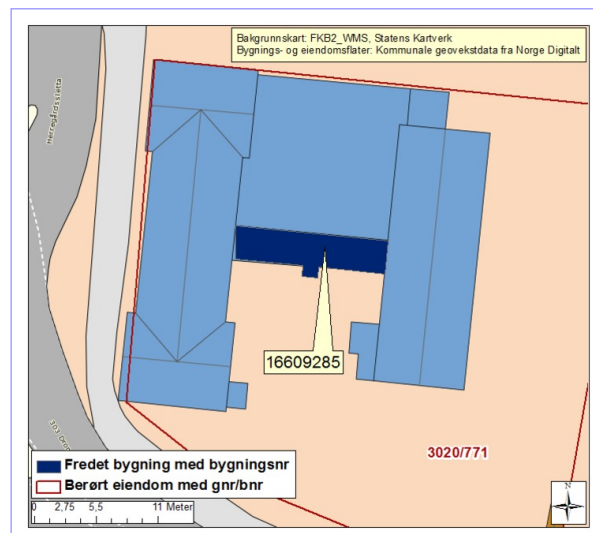 Bakgrunnskart: FKB2_WMS, Statens Kartverk
Bygnings- og eiendomsflater: Kommunale geovekstdata fra Norge Digitalt
Herregårdssletta
16609285
3020/771
Fredet bygning med bygningsnr
Berørt eiendom med gnr/bnr
0 2,75 5,5 11 Meter
N